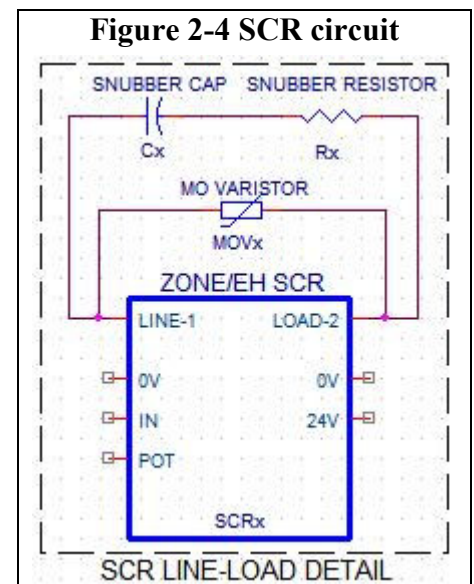 Figure 2-4 SCR circuit
SNUBBER CAP SNUBBER RESISTOR
Cx Rx
MO VARISTOR
MOVx
ZONE/EH SCR
LINE-1 LOAD-2
0V 0V
IN 24V
POT
SCRx
SCR LINE-LOAD DETAIL